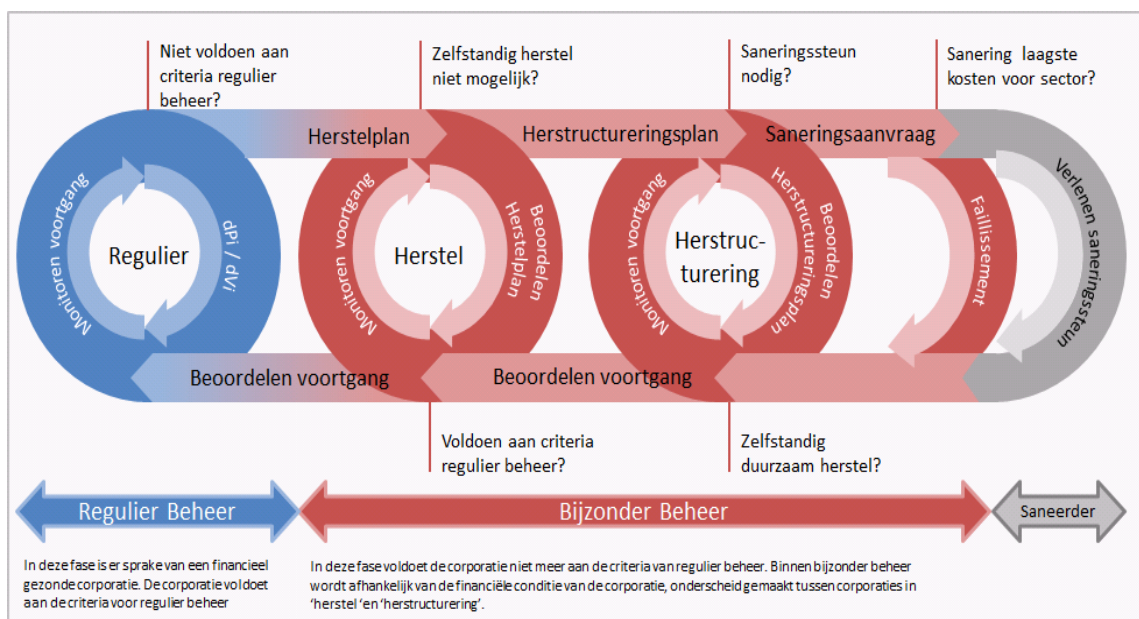 Niet voldoen aan
criteria regulier
beheer?
Zelfstandig herstel
niet mogelijk?
Saneringssteun
nodig?
Sanering laagste
kosten voor sector?
Herstelplan
Herstructureringsplan
Saneringsaanvraag
Monitoren voortgang
Regulier
dPi / dVi
Monitoren voortgang
Herstel
Beoordelen
Herstelplan
Monitoren voortgang
Herstruc-
turering
Beoordelen
Herstructureringsplan
Faillissement
Verlenen saneringssteun
Beoordelen voortgang
Beoordelen voortgang
Voldoen aan criteria
regulier beheer?
Zelfstandig
duurzaam herstel?
Regulier Beheer
Bijzonder Beheer
Saneerder
In deze fase is er sprake van een financieel
gezonde corporatie. De corporatie voldoet
aan de criteria voor regulier beheer
In deze fase voldoet de corporatie niet meer aan de criteria van regulier beheer. Binnen bijzonder beheer
wordt afhankelijk van de financiële conditie van de corporatie, onderscheid gemaakt tussen corporaties in
‘herstel ‘en ‘herstructurering’.